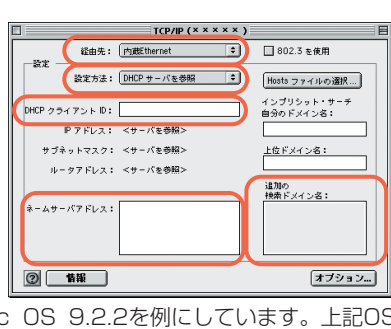 TCP/IP (×××××)
経由先： 内蔵Ethernet
802.3 を使用
設定
設定方法： DHCP サーバを参照
Hosts ファイルの選択...
DHCP クライアント ID：
インプリシット・サーチ
自分のドメイン名：
IP アドレス： <サーバを参照>
サブネットマスク： <サーバを参照>
上位ドメイン名：
ルータアドレス： <サーバを参照>
追加の
検索ドメイン名：
ネームサーバアドレス：
? 情報
オプション...
c OS 9.2.2を例にしています。上記OS